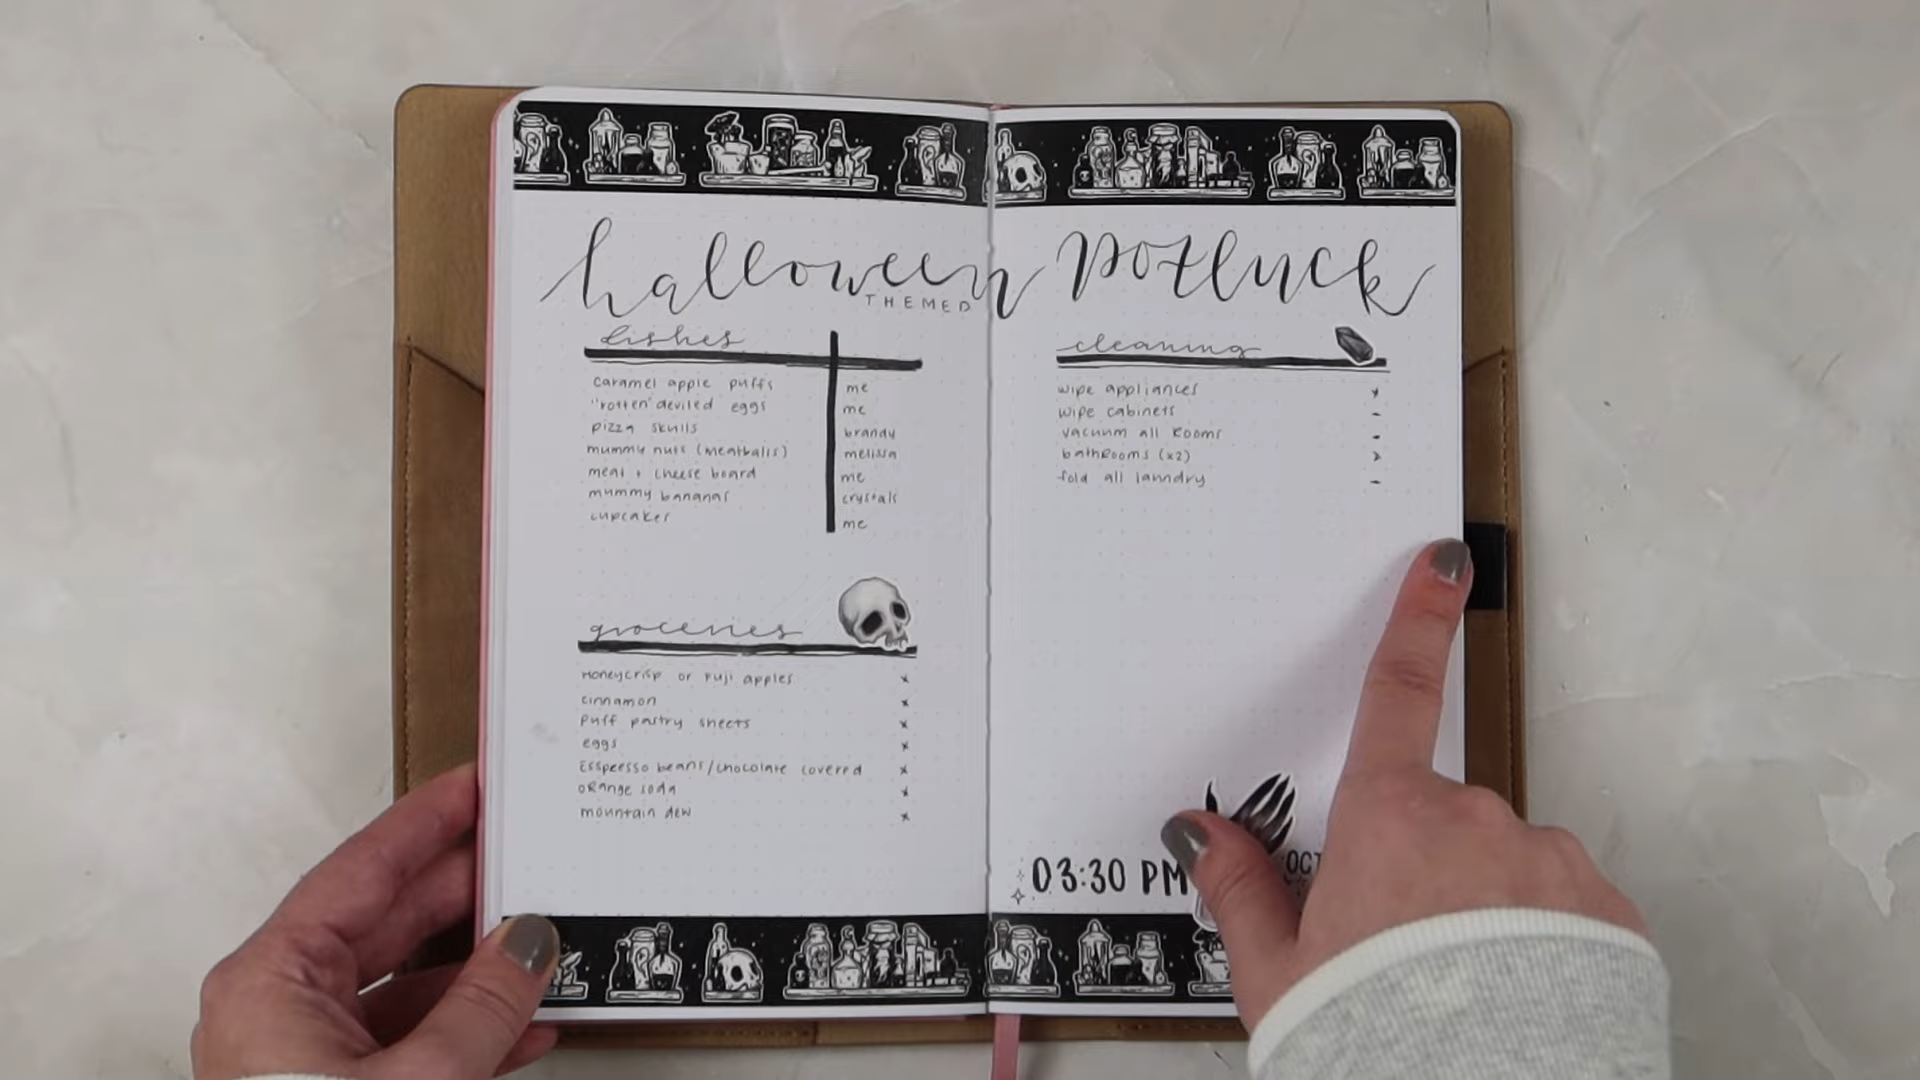 halloween potluck
THEMED
dishes
caramel apple puffs me
"rotten" deviled eggs me
pizza skulls brandy
mummy nuts (meatballs) melissa
meat + cheese board me
mummy bananas crystals
cupcakes me
groceries
Honeycrisp or Fuji apples x
cinnamon x
puff pastry sheets x
eggs x
Esspresso beans/chocolate covered x
orange soda x
mountain dew x
cleaning
wipe appliances x
wipe cabinets -
vacuum all rooms -
bathrooms (x2) >
fold all laundry -
03:30 PM
OCT